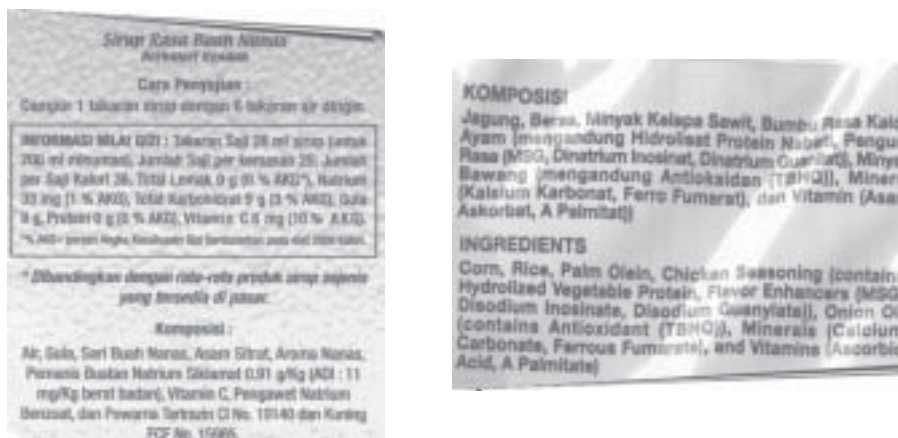 Sirup Rasa Buah Nanas
Cara Penyajian :
Campur 1 takaran sirup dengan 6 takaran air dingin.
INFORMASI NILAI GIZI : Takaran Saji 28 ml sirup (untuk
200 ml minuman), Jumlah Saji per kemasan 25; Jumlah
per Saji Kalori 36, Total Lemak 0 g (0 % AKG*), Natrium
33 mg (1 % AKG), Total Karbohidrat 9 g (3 % AKG), Gula
9 g, Protein 0 g (0 % AKG), Vitamin C 6 mg (10 % AKG).
* Dibandingkan dengan rata-rata produk sirup sejenis
yang tersedia di pasar.
Komposisi :
Air, Gula, Sari Buah Nanas, Asam Sitrat, Aroma Nanas,
Pemanis Buatan Natrium Siklamat 0.91 g/Kg (ADI : 11
mg/Kg berat badan), Vitamin C, Pengawet Natrium
Benzoat, dan Pewarna Tartrazin CI No. 19140 dan Kuning
FCF No. 15985.
KOMPOSISI
Jagung, Beras, Minyak Kelapa Sawit, Bumbu Rasa Kald
Ayam (mengandung Hidrolisat Protein Nabati, Pengu
Rasa (MSG, Dinatrium Inosinat, Dinatrium Guanilat)), Minya
Bawang (mengandung Antioksidan (TBHQ)), Minera
(Kalsium Karbonat, Ferro Fumarat), dan Vitamin (Asa
Askorbat, A Palmitat))
INGREDIENTS
Corn, Rice, Palm Olein, Chicken Seasoning (contain
Hydrolized Vegetable Protein, Flavor Enhancers (MSG
Disodium Inosinate, Disodium Guanylate)), Onion O
(contains Antioxidant (TBHQ)), Minerals (Calcium
Carbonate, Ferrous Fumarate), and Vitamins (Ascorbi
Acid, A Palmitate)